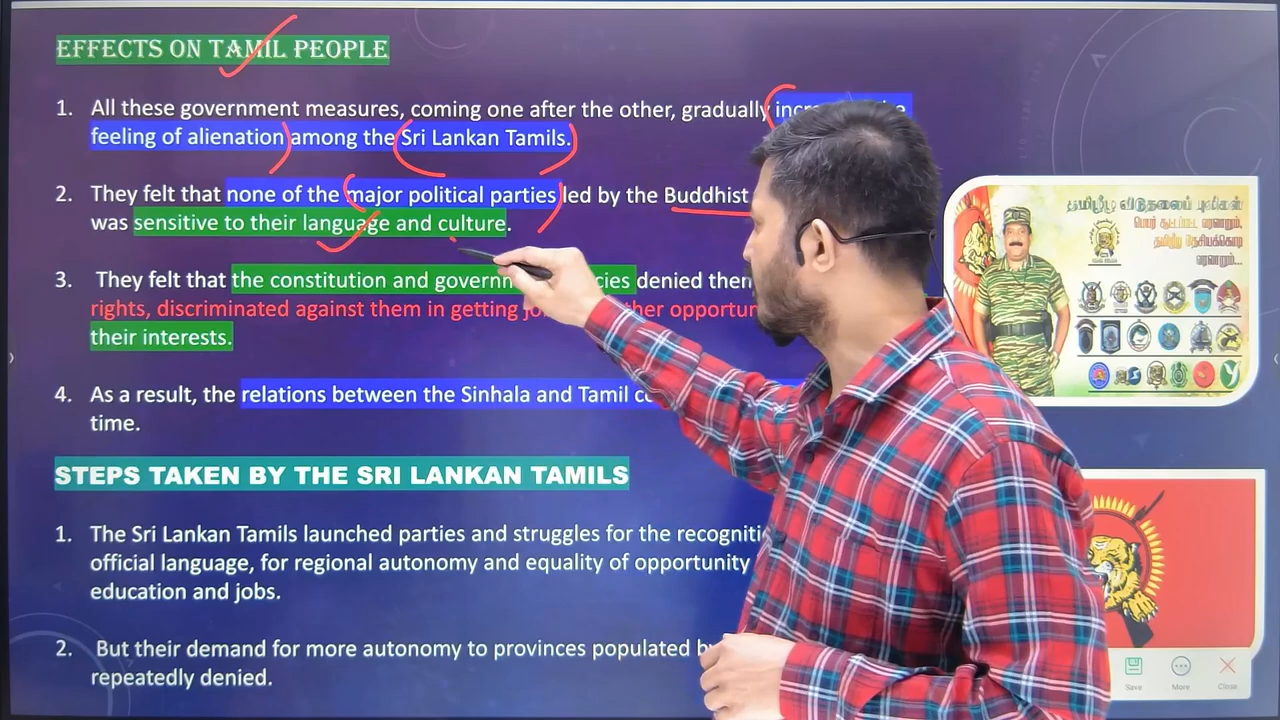 EFFECTS ON TAMIL PEOPLE
1. All these government measures, coming one after the other, gradually
feeling of alienation among the Sri Lankan Tamils.
2. They felt that none of the major political parties led by the Buddhist
was sensitive to their language and culture.
3. They felt that the constitution and denied
rights, discriminated against them in getting
their interests.
4. As a result, the relations between the Sinhala and Tamil
time.
STEPS TAKEN BY THE SRI LANKAN TAMILS
1. The Sri Lankan Tamils launched parties and struggles for the
official language, for regional autonomy and equality of opportunity
education and jobs.
2. But their demand for more autonomy to provinces populated
repeatedly denied.
Save More Close